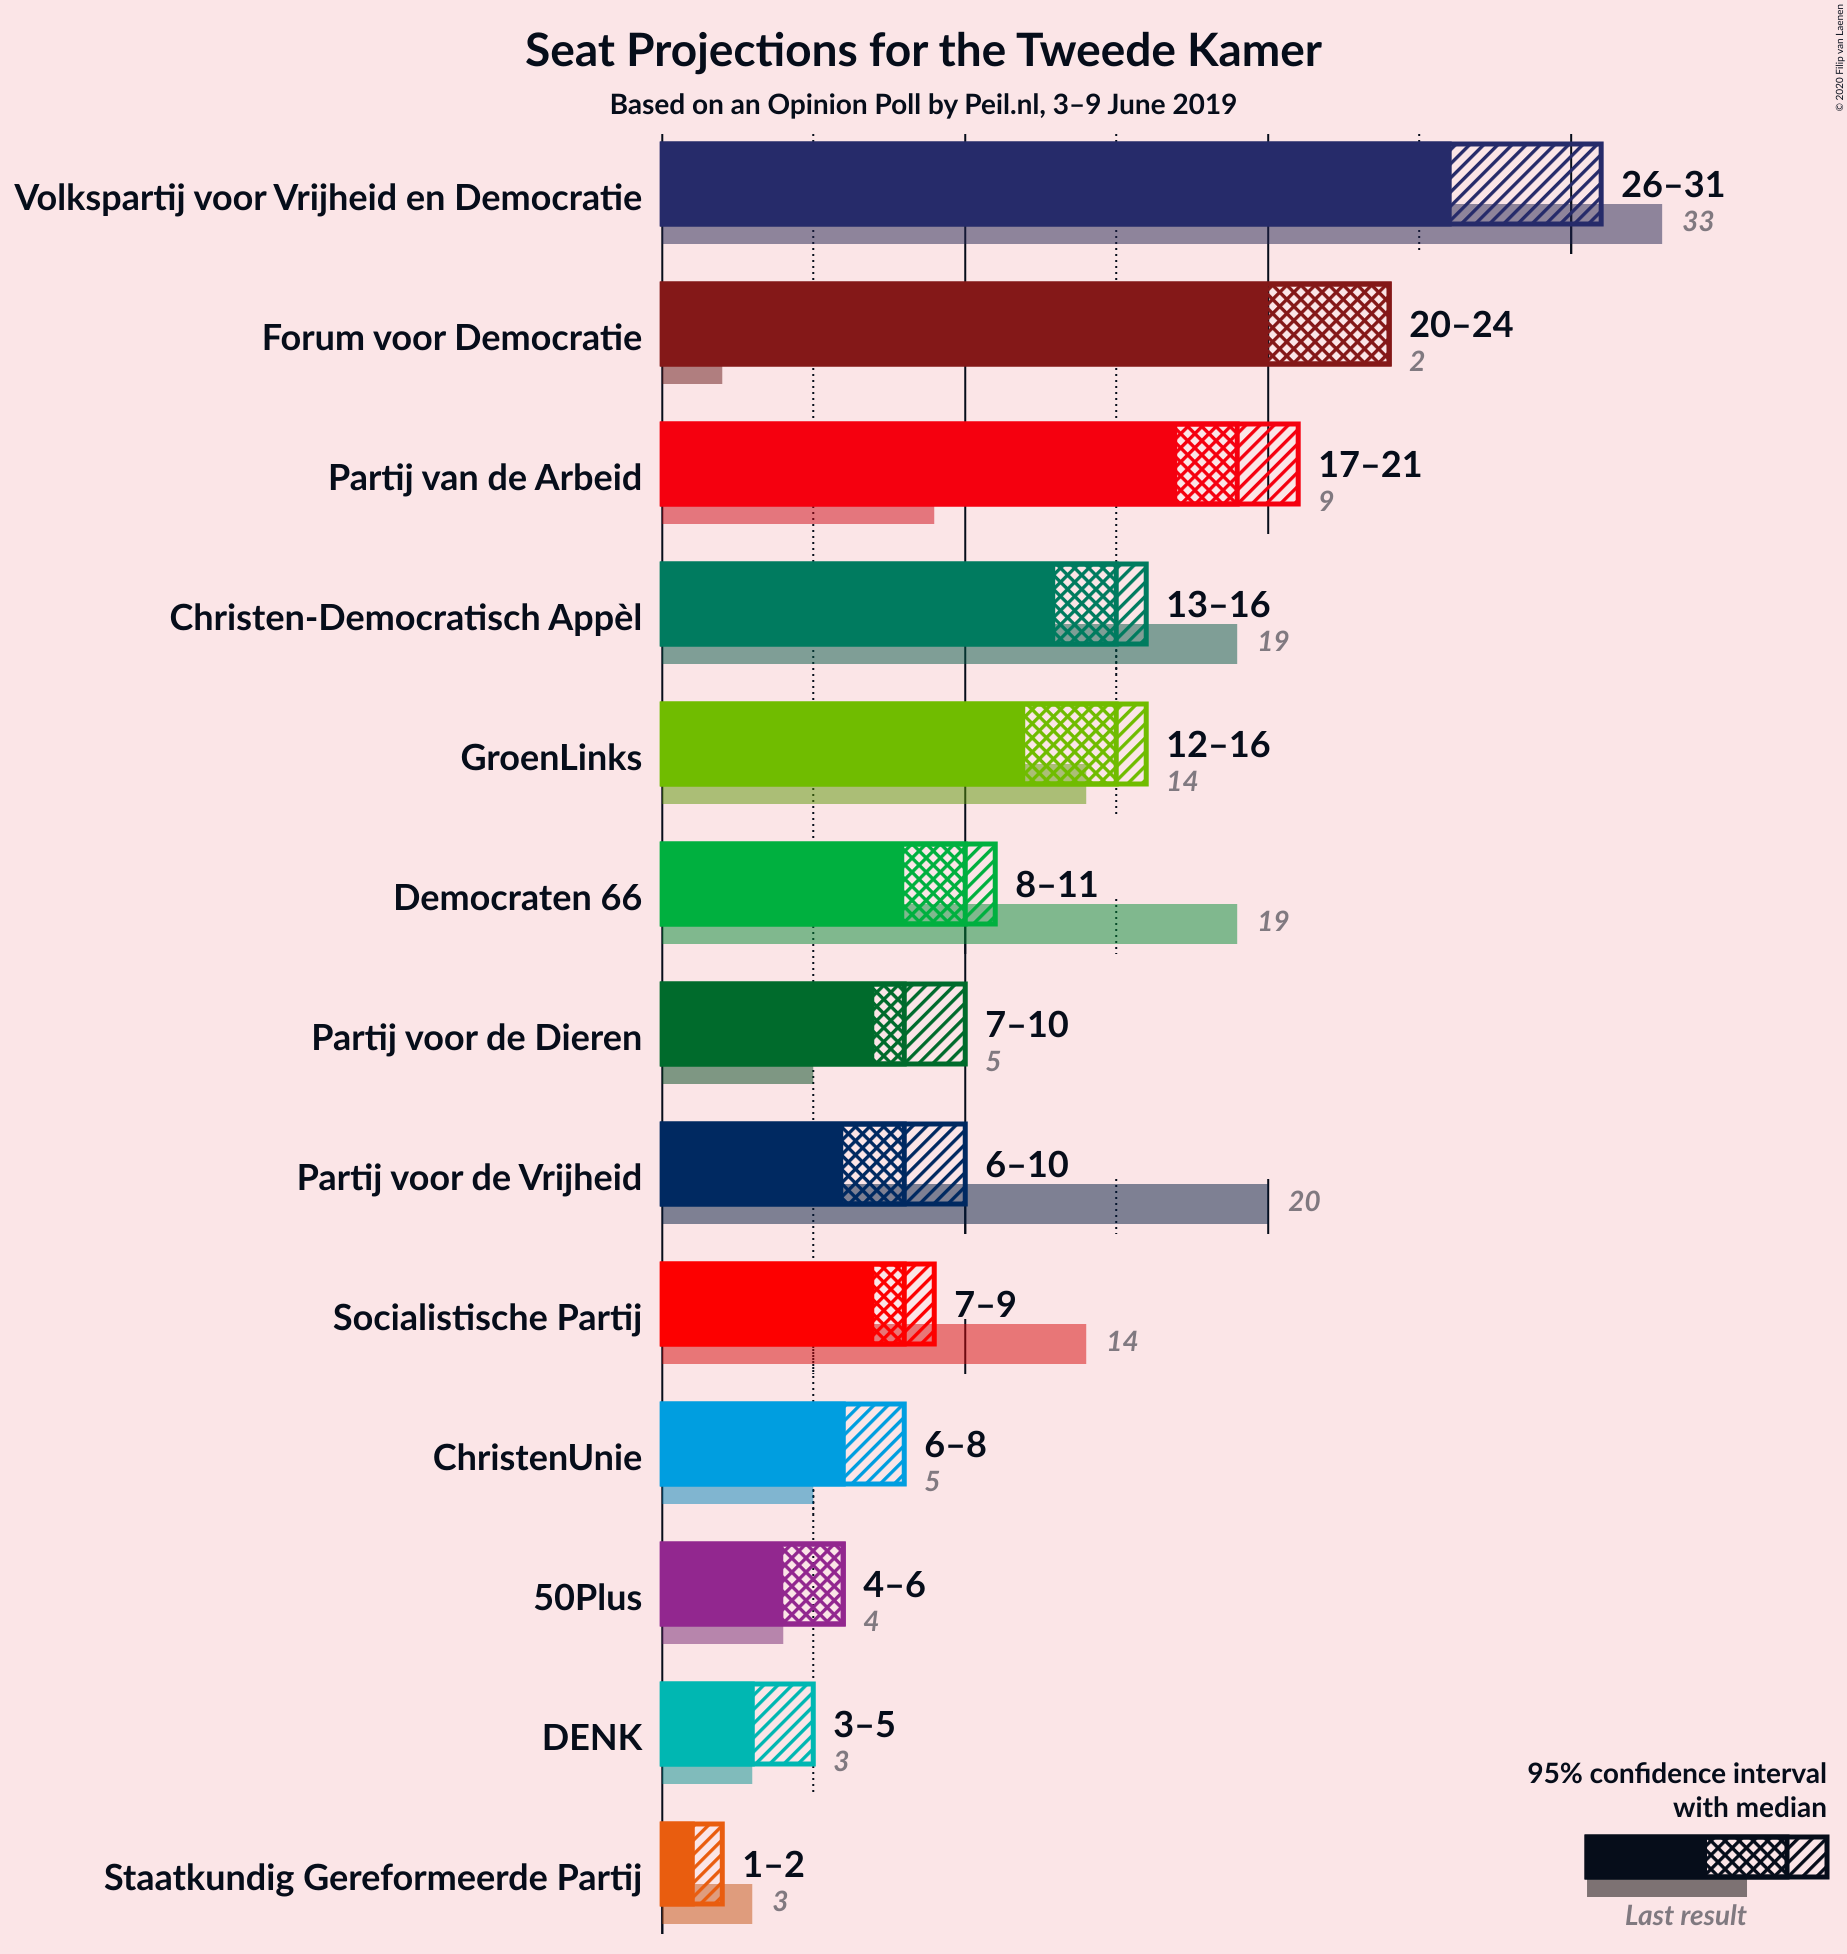 Seat Projections for the Tweede Kamer
Based on an Opinion Poll by Peil.nl, 3–9 June 2019
© 2020 Filip van Laenen
Volkspartij voor Vrijheid en Democratie
26–31
33
Forum voor Democratie
20–24
2
Partij van de Arbeid
17–21
9
Christen-Democratisch Appèl
13–16
19
GroenLinks
12–16
14
Democraten 66
8–11
19
Partij voor de Dieren
7–10
5
Partij voor de Vrijheid
6–10
20
Socialistische Partij
7–9
14
ChristenUnie
6–8
5
50Plus
4–6
4
DENK
3–5
3
Staatkundig Gereformeerde Partij
1–2
3
95% confidence interval
with median
Last result